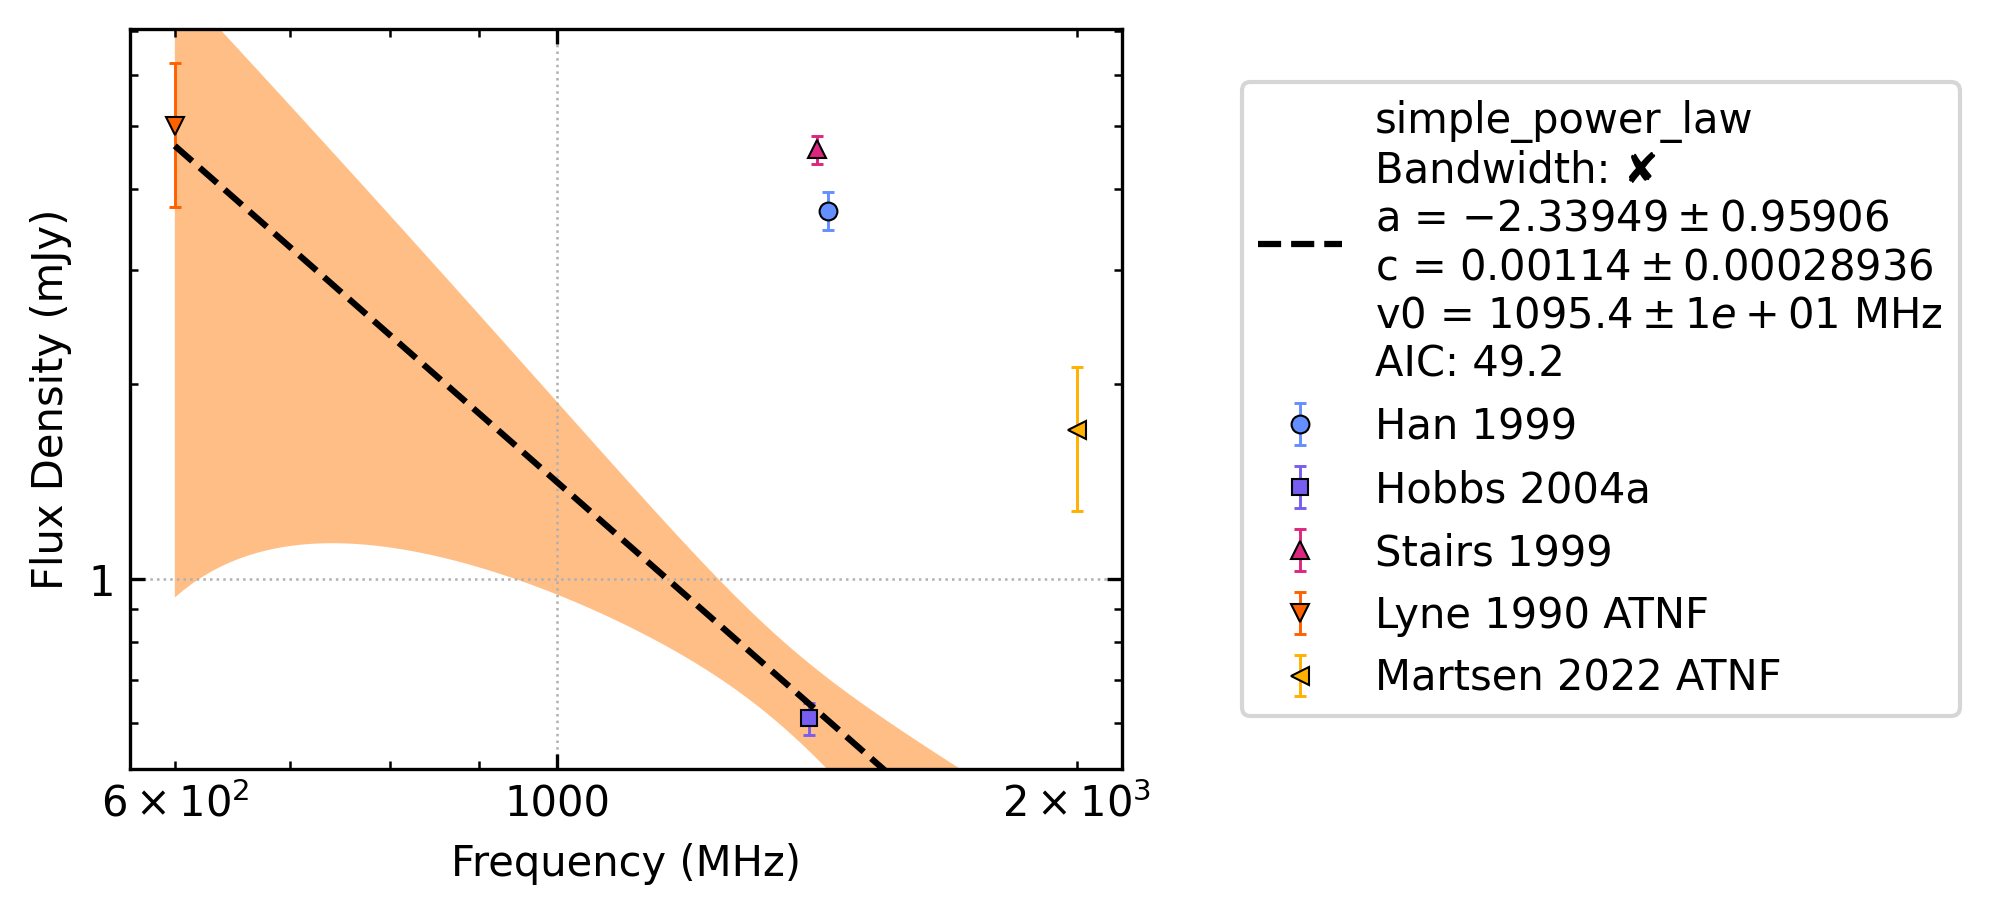 Flux Density (mJy)
1
6 × 10²
1000
2 × 10³
Frequency (MHz)
simple_power_law
Bandwidth: ✘
a = −2.33949 ± 0.95906
c = 0.00114 ± 0.00028936
v0 = 1095.4 ± 1e + 01 MHz
AIC: 49.2
Han 1999
Hobbs 2004a
Stairs 1999
Lyne 1990 ATNF
Martsen 2022 ATNF